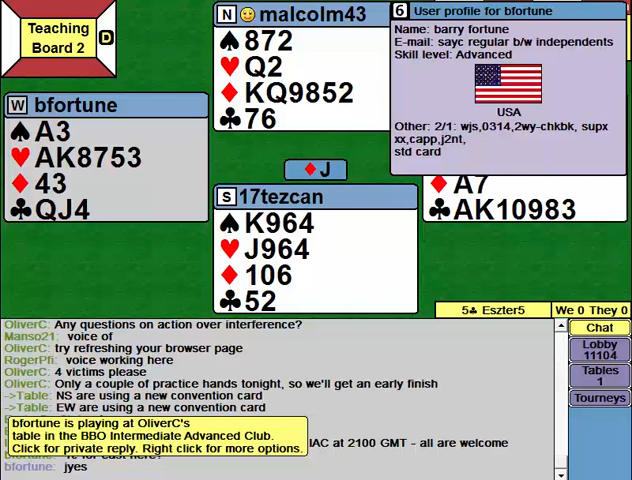 Teaching
Board 2
D
N malcolm43
♠ 872
♥ Q2
♦ KQ9852
♣ 76
6 User profile for bfortune
Name: barry fortune
E-mail: sayc regular b/w independents
Skill level: Advanced
USA
Other: 2/1: wjs,0314,2wy-chkbk, supx
xx,capp,j2nt,
std card
W bfortune
♠ A3
♥ AK8753
♦ 43
♣ QJ4
♦ J
♦ A7
♣ AK10983
S 17tezcan
♠ K964
♥ J964
♦ 106
♣ 52
5♣ Eszter5 We 0 They 0
OliverC: Any questions on action over interference?
Manso21: voice of
OliverC: try refreshing your browser page
RogerPfi: voice working here
OliverC: 4 victims please
OliverC: Only a couple of practice hands tonight, so we'll get an early finish
->Table: NS are using a new convention card
->Table: EW are using a new convention card
bfortune is playing at OliverC's
table in the BBO Intermediate Advanced Club.
Click for private reply. Right click for more options.
IAC at 2100 GMT - all are welcome
bfortune: jyes
Chat
Lobby
11104
Tables
1
Tourneys